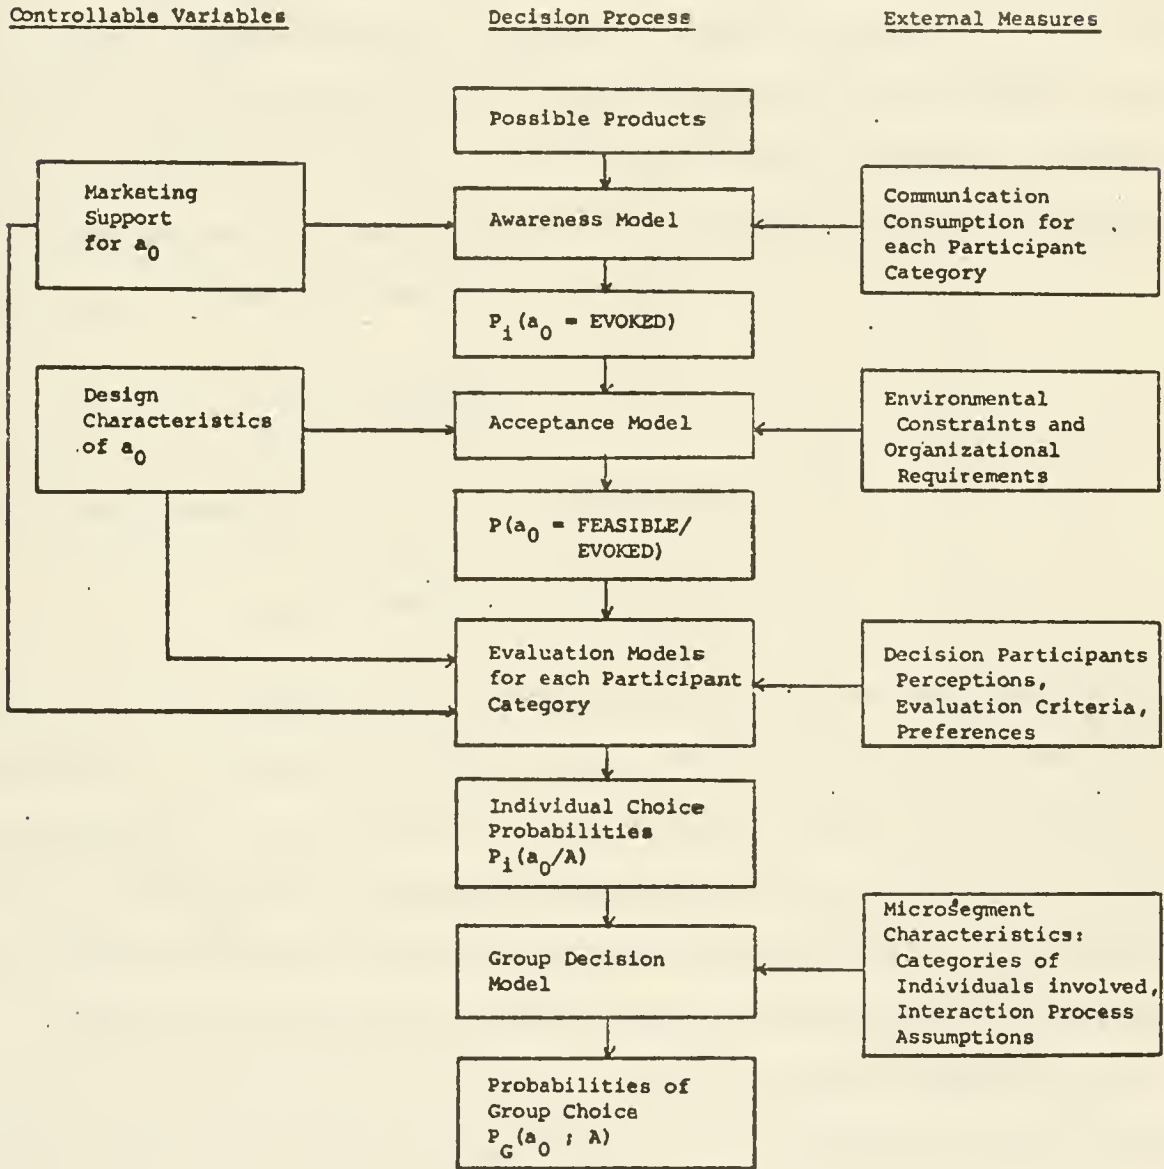 Controllable Variables
Decision Process
External Measures
Possible Products
Marketing
Support
for a₀
Awareness Model
Communication
Consumption for
each Participant
Category
Pᵢ(a₀ = EVOKED)
Design
Characteristics
of a₀
Acceptance Model
Environmental
Constraints and
Organizational
Requirements
P(a₀ = FEASIBLE/
EVOKED)
Evaluation Models
for each Participant
Category
Decision Participants
Perceptions,
Evaluation Criteria,
Preferences
Individual Choice
Probabilities
Pᵢ(a₀/A)
Group Decision
Model
Microsegment
Characteristics:
Categories of
Individuals involved,
Interaction Process
Assumptions
Probabilities of
Group Choice
P_G(a₀ ; A)